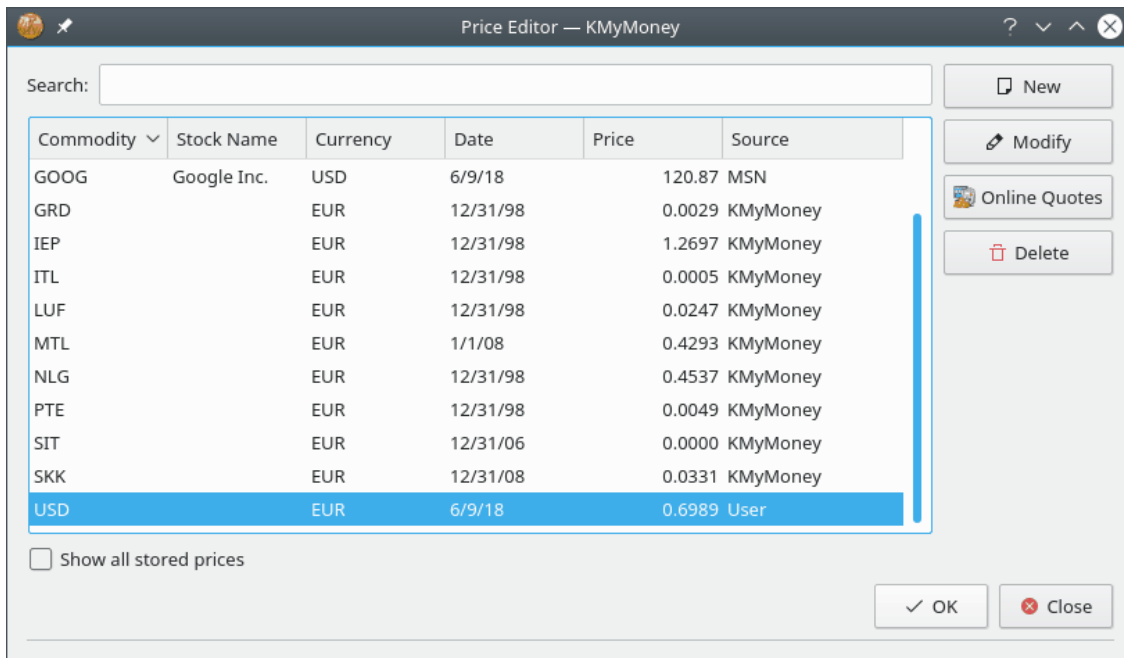 Price Editor — KMyMoney
Search:
New
Commodity Stock Name Currency Date Price Source
Modify
GOOG Google Inc. USD 6/9/18 120.87 MSN
Online Quotes
GRD EUR 12/31/98 0.0029 KMyMoney
IEP EUR 12/31/98 1.2697 KMyMoney
Delete
ITL EUR 12/31/98 0.0005 KMyMoney
LUF EUR 12/31/98 0.0247 KMyMoney
MTL EUR 1/1/08 0.4293 KMyMoney
NLG EUR 12/31/98 0.4537 KMyMoney
PTE EUR 12/31/98 0.0049 KMyMoney
SIT EUR 12/31/06 0.0000 KMyMoney
SKK EUR 12/31/08 0.0331 KMyMoney
USD EUR 6/9/18 0.6989 User
Show all stored prices
OK
Close